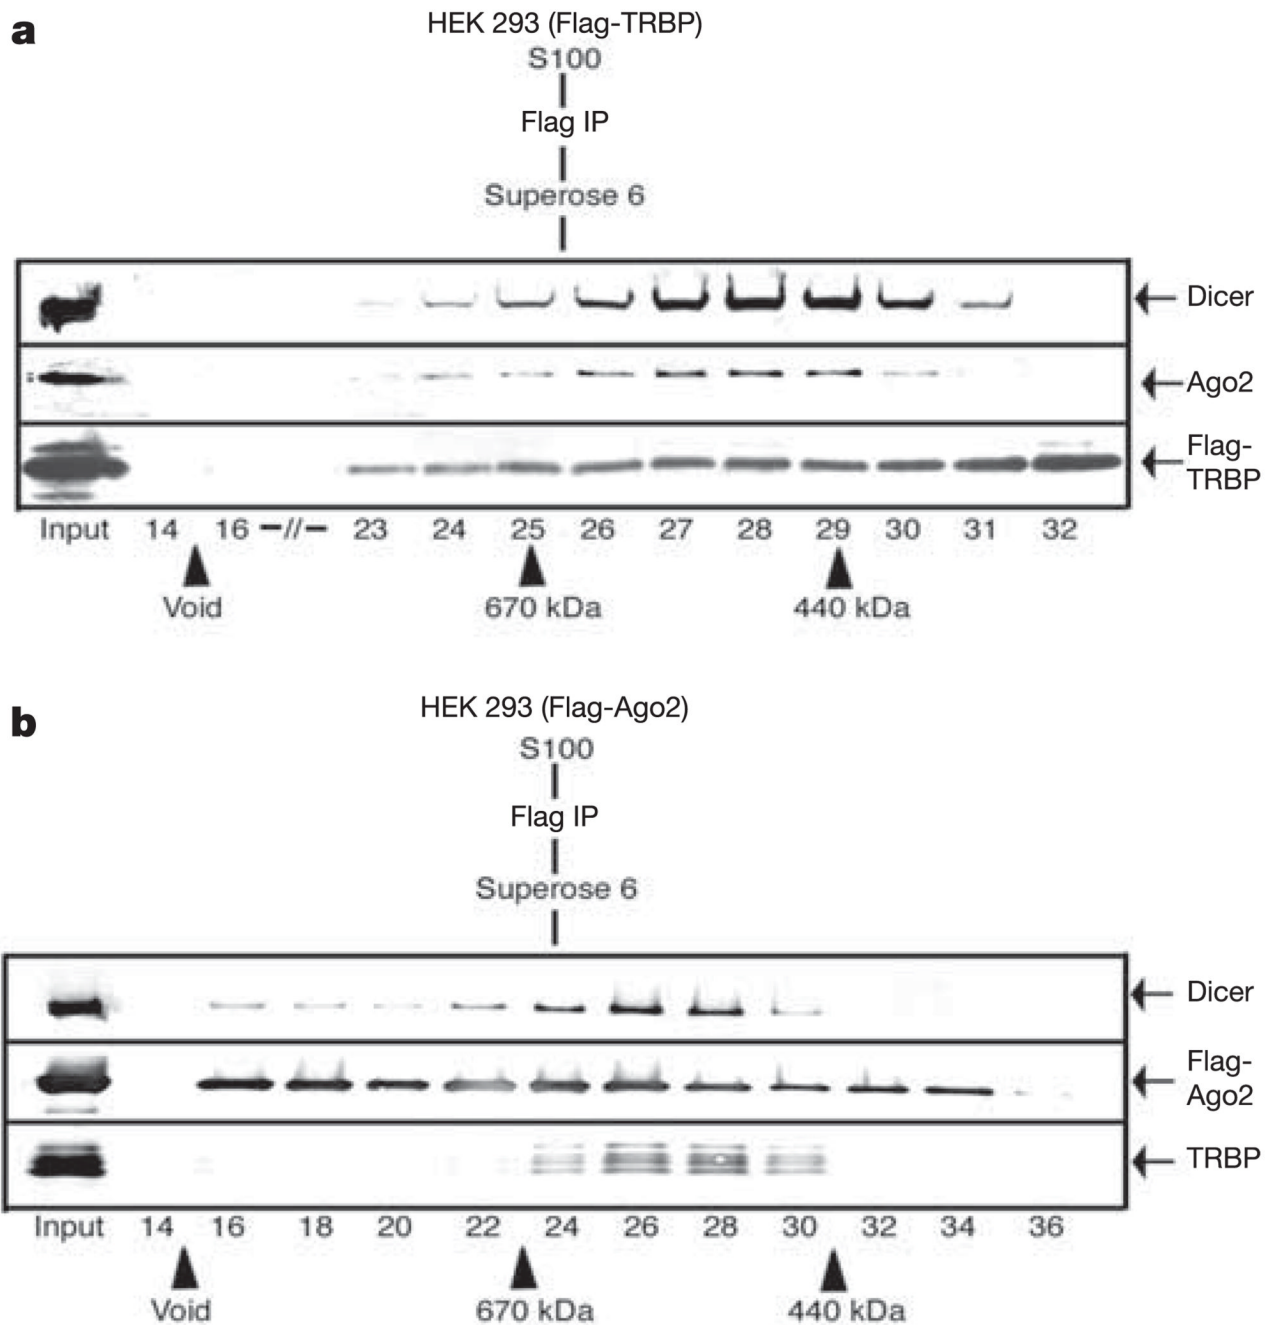 a
HEK 293 (Flag-TRBP)
S100
Flag IP
Superose 6
Dicer
Ago2
Flag-
TRBP
Input 14 16 –//– 23 24 25 26 27 28 29 30 31 32
Void 670 kDa 440 kDa
b
HEK 293 (Flag-Ago2)
S100
Flag IP
Superose 6
Dicer
Flag-
Ago2
TRBP
Input 14 16 18 20 22 24 26 28 30 32 34 36
Void 670 kDa 440 kDa